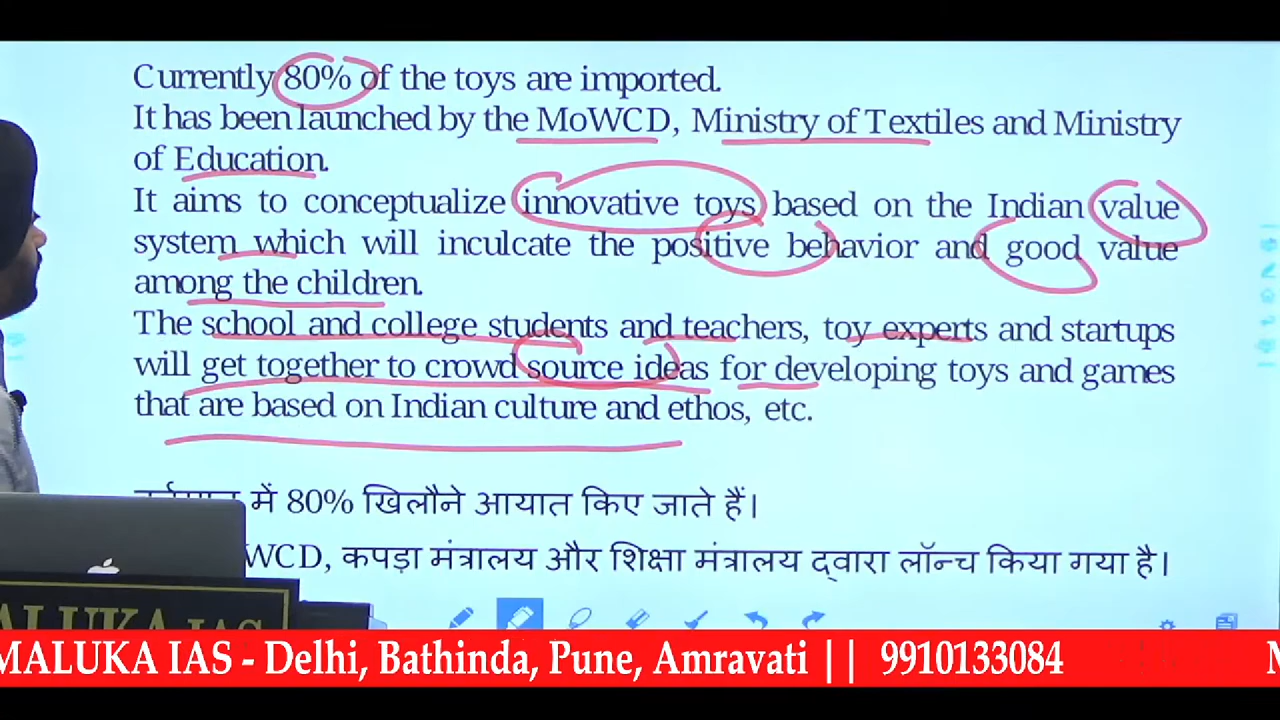 Currently 80% of the toys are imported.
It has been launched by the MoWCD, Ministry of Textiles and Ministry
of Education.
It aims to conceptualize innovative toys based on the Indian value
system which will inculcate the positive behavior and good value
among the children.
The school and college students and teachers, toy experts and startups
will get together to crowd source ideas for developing toys and games
that are based on Indian culture and ethos, etc.
में 80% खिलौने आयात किए जाते हैं।
WCD, कपड़ा मंत्रालय और शिक्षा मंत्रालय द्वारा लॉन्च किया गया है।
MALUKA IAS - Delhi, Bathinda, Pune, Amravati || 9910133084